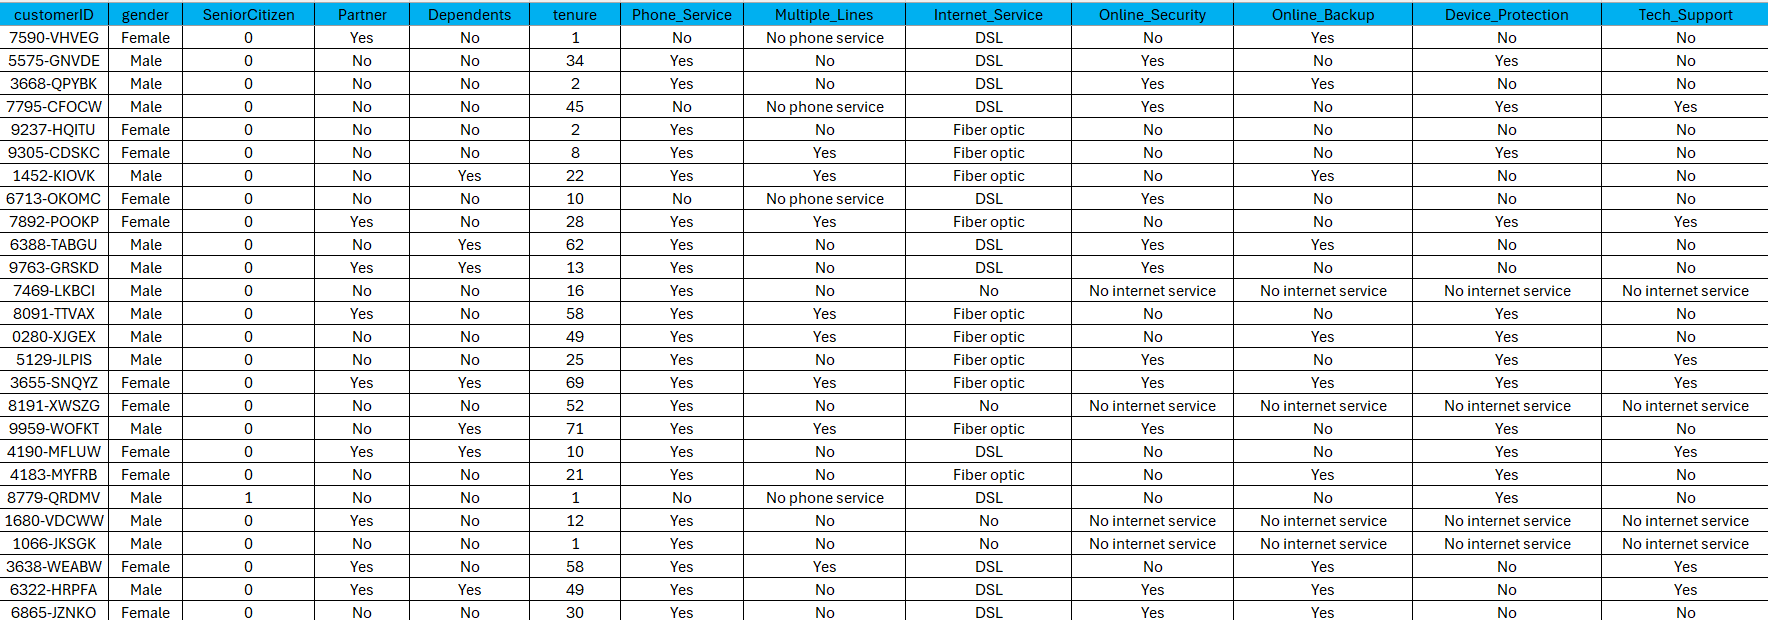 customerID gender SeniorCitizen Partner Dependents tenure Phone_Service Multiple_Lines Internet_Service Online_Security Online_Backup Device_Protection Tech_Support
7590-VHVEG Female 0 Yes No 1 No No phone service DSL No Yes No No
5575-GNVDE Male 0 No No 34 Yes No DSL Yes No Yes No
3668-QPYBK Male 0 No No 2 Yes No DSL Yes Yes No No
7795-CFOCW Male 0 No No 45 No No phone service DSL Yes No Yes Yes
9237-HQITU Female 0 No No 2 Yes No Fiber optic No No No No
9305-CDSKC Female 0 No No 8 Yes Yes Fiber optic No No Yes No
1452-KIOVK Male 0 No Yes 22 Yes Yes Fiber optic No Yes No No
6713-OKOMC Female 0 No No 10 No No phone service DSL Yes No No No
7892-POOKP Female 0 Yes No 28 Yes Yes Fiber optic No No Yes Yes
6388-TABGU Male 0 No Yes 62 Yes No DSL Yes Yes No No
9763-GRSKD Male 0 Yes Yes 13 Yes No DSL Yes No No No
7469-LKBCI Male 0 No No 16 Yes No No No internet service No internet service No internet service No internet service
8091-TTVAX Male 0 Yes No 58 Yes Yes Fiber optic No No Yes No
0280-XJGEX Male 0 No No 49 Yes Yes Fiber optic No Yes Yes No
5129-JLPIS Male 0 No No 25 Yes No Fiber optic Yes No Yes Yes
3655-SNQYZ Female 0 Yes Yes 69 Yes Yes Fiber optic Yes Yes Yes Yes
8191-XWSZG Female 0 No No 52 Yes No No No internet service No internet service No internet service No internet service
9959-WOFKT Male 0 No Yes 71 Yes Yes Fiber optic Yes No Yes No
4190-MFLUW Female 0 Yes Yes 10 Yes No DSL No No Yes Yes
4183-MYFRB Female 0 No No 21 Yes No Fiber optic No Yes Yes No
8779-QRDMV Male 1 No No 1 No No phone service DSL No No Yes No
1680-VDCWW Male 0 Yes No 12 Yes No No No internet service No internet service No internet service No internet service
1066-JKSGK Male 0 No No 1 Yes No No No internet service No internet service No internet service No internet service
3638-WEABW Female 0 Yes No 58 Yes Yes DSL No Yes No Yes
6322-HRPFA Male 0 Yes Yes 49 Yes No DSL Yes Yes No Yes
6865-JZNKO Female 0 No No 30 Yes No DSL Yes Yes No No